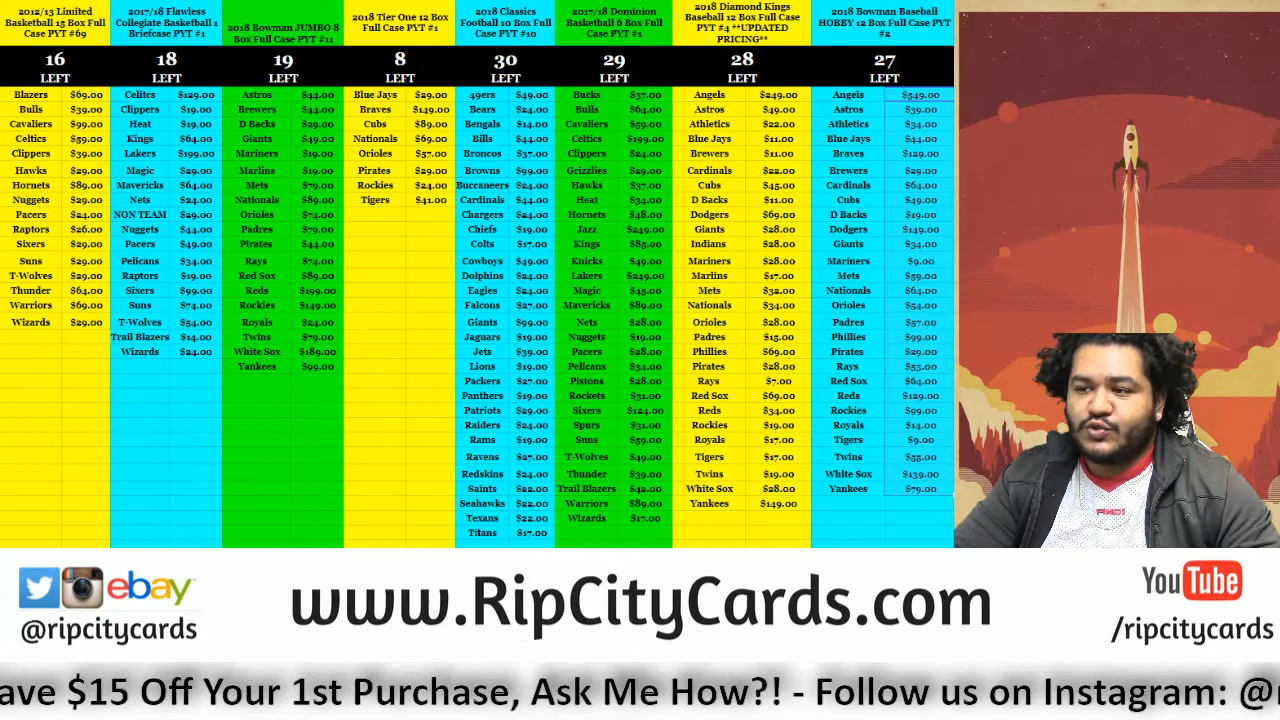 2012/13 Limited
Basketball 15 Box Full
Case PYT #69
16
LEFT
Blazers $69.00
Bulls $39.00
Cavaliers $99.00
Celtics $59.00
Clippers $39.00
Hawks $29.00
Hornets $89.00
Nuggets $29.00
Pacers $24.00
Raptors $26.00
Sixers $29.00
Suns $29.00
T-Wolves $29.00
Thunder $64.00
Warriors $69.00
Wizards $29.00
2017/18 Flawless
Collegiate Basketball 1
Briefcase PYT #1
18
LEFT
Celitcs $129.00
Clippers $19.00
Heat $19.00
Kings $64.00
Lakers $199.00
Magic $29.00
Mavericks $64.00
Nets $24.00
NON TEAM $29.00
Nuggets $44.00
Pacers $49.00
Pelicans $34.00
Raptors $19.00
Sixers $99.00
Suns $74.00
T-Wolves $54.00
Trail Blazers $14.00
Wizards $24.00
2018 Bowman JUMBO 8
Box Full Case PYT #11
19
LEFT
Astros $44.00
Brewers $44.00
D Backs $29.00
Giants $49.00
Mariners $19.00
Marlins $19.00
Mets $79.00
Nationals $89.00
Orioles $74.00
Padres $79.00
Pirates $44.00
Rays $74.00
Red Sox $89.00
Reds $199.00
Rockies $149.00
Royals $24.00
Twins $79.00
White Sox $189.00
Yankees $99.00
2018 Tier One 12 Box
Full Case PYT #1
8
LEFT
Blue Jays $29.00
Braves $149.00
Cubs $89.00
Nationals $69.00
Orioles $57.00
Pirates $29.00
Rockies $24.00
Tigers $41.00
2018 Classics
Football 10 Box Full
Case PYT #10
30
LEFT
49ers $49.00
Bears $24.00
Bengals $14.00
Bills $44.00
Broncos $37.00
Browns $99.00
Buccaneers $24.00
Cardinals $44.00
Chargers $24.00
Chiefs $19.00
Colts $17.00
Cowboys $49.00
Dolphins $24.00
Eagles $24.00
Falcons $27.00
Giants $99.00
Jaguars $19.00
Jets $39.00
Lions $19.00
Packers $27.00
Panthers $19.00
Patriots $29.00
Raiders $24.00
Rams $19.00
Ravens $27.00
Redskins $24.00
Saints $22.00
Seahawks $22.00
Texans $22.00
Titans $17.00
2017/18 Dominion
Basketball 6 Box Full
Case PYT #1
29
LEFT
Bucks $37.00
Bulls $64.00
Cavaliers $59.00
Celtics $199.00
Clippers $24.00
Grizzlies $29.00
Hawks $37.00
Heat $34.00
Hornets $48.00
Jazz $249.00
Kings $85.00
Knicks $49.00
Lakers $249.00
Magic $45.00
Mavericks $89.00
Nets $28.00
Nuggets $19.00
Pacers $28.00
Pelicans $34.00
Pistons $28.00
Rockets $31.00
Sixers $124.00
Spurs $31.00
Suns $59.00
T-Wolves $49.00
Thunder $39.00
Trail Blazers $42.00
Warriors $89.00
Wizards $17.00
2018 Diamond Kings
Baseball 12 Box Full Case
PYT #4 **UPDATED
PRICING**
28
LEFT
Angels $249.00
Astros $49.00
Athletics $22.00
Blue Jays $11.00
Brewers $11.00
Cardinals $22.00
Cubs $45.00
D Backs $11.00
Dodgers $69.00
Giants $28.00
Indians $28.00
Mariners $28.00
Marlins $17.00
Mets $32.00
Nationals $34.00
Orioles $28.00
Padres $15.00
Phillies $69.00
Pirates $28.00
Rays $7.00
Red Sox $69.00
Reds $34.00
Rockies $19.00
Royals $17.00
Tigers $17.00
Twins $19.00
White Sox $28.00
Yankees $149.00
2018 Bowman Baseball
HOBBY 12 Box Full Case PYT
#2
27
LEFT
Angels $549.00
Astros $39.00
Athletics $34.00
Blue Jays $44.00
Braves $129.00
Brewers $29.00
Cardinals $64.00
Cubs $49.00
D Backs $19.00
Dodgers $149.00
Giants $34.00
Mariners $9.00
Mets $59.00
Nationals $64.00
Orioles $54.00
Padres $57.00
Phillies $99.00
Pirates $29.00
Rays $53.00
Red Sox $64.00
Reds $129.00
Rockies $99.00
Royals $14.00
Tigers $9.00
Twins $55.00
White Sox $139.00
Yankees $79.00
ebay
@ripcitycards
www.RipCityCards.com
YouTube
/ripcitycards
ave $15 Off Your 1st Purchase, Ask Me How?! - Follow us on Instagram: